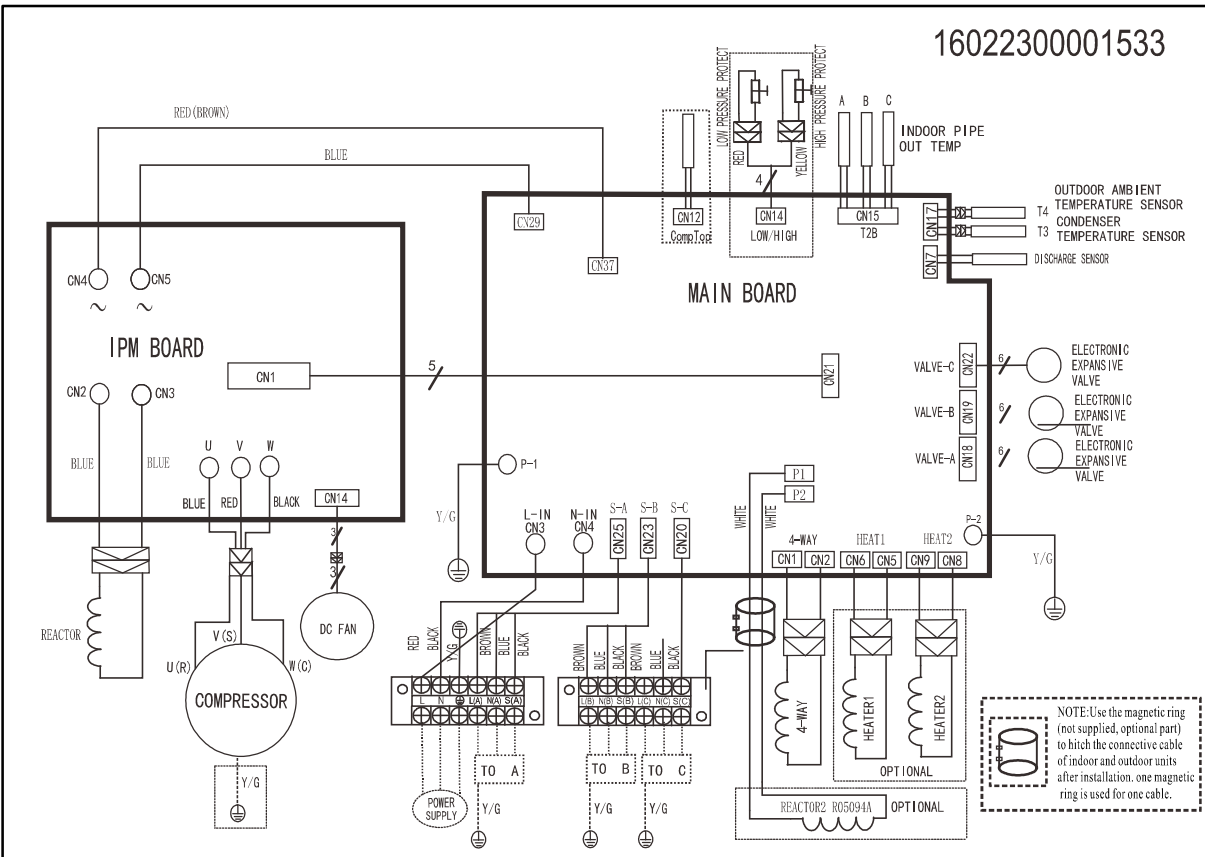 16022300001533
RED(BROWN)
BLUE
LOW PRESSURE PROTECT
HIGH PRESSURE PROTECT
RED
YELLOW
4
A B C
INDOOR PIPE
OUT TEMP
CN12
CompTop
CN14
LOW/HIGH
CN15
T2B
CN17
CN7
T4
OUTDOOR AMBIENT
TEMPERATURE SENSOR
T3
CONDENSER
TEMPERATURE SENSOR
DISCHARGE SENSOR
CN29
CN37
MAIN BOARD
CN4
CN5
~
~
IPM BOARD
CN1
5
CN21
CN2
CN3
BLUE
BLUE
U V W
BLUE
RED
BLACK
CN14
3
3
DC FAN
REACTOR
U(R)
V(S)
W(C)
COMPRESSOR
Y/G
VALVE-C
CN22
6
ELECTRONIC
EXPANSIVE
VALVE
VALVE-B
CN19
6
ELECTRONIC
EXPANSIVE
VALVE
VALVE-A
CN18
6
ELECTRONIC
EXPANSIVE
VALVE
P-1
Y/G
L-IN
CN3
N-IN
CN4
S-A
CN25
S-B
CN23
S-C
CN20
P1
P2
WHITE
WHITE
P-2
Y/G
4-WAY
CN1
CN2
HEAT1
CN6
CN5
HEAT2
CN9
CN8
RED
BLACK
Y/G
BROWN
BLUE
BLACK
BROWN
BLUE
BLACK
BROWN
BLUE
BLACK
L
N
L(A)
N(A)
S(A)
L(B)
N(B)
S(B)
L(C)
N(C)
S(C)
POWER
SUPPLY
TO A
Y/G
TO B
Y/G
TO C
Y/G
4-WAY
HEATER1
HEATER2
OPTIONAL
REACTOR2 R05094A
OPTIONAL
NOTE:Use the magnetic ring
(not supplied, optional part)
to hitch the connective cable
of indoor and outdoor units
after installation. one magnetic
ring is used for one cable.